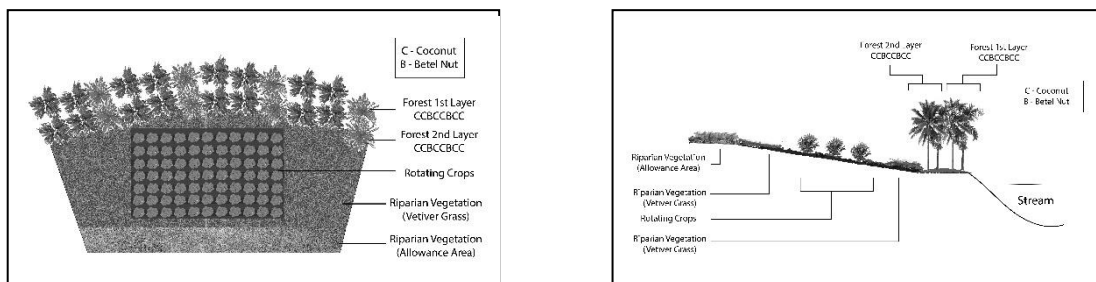 C - Coconut
B - Betel Nut
Forest 1st Layer
CCBCCBCC
Forest 2nd Layer
CCBCCBCC
Rotating Crops
Riparian Vegetation
(Vetiver Grass)
Riparian Vegetation
(Allowance Area)
Forest 2nd Layer
CCBCCBCC
Forest 1st Layer
CCBCCBCC
C - Coconut
B - Betel Nut
Riparian Vegetation
(Allowance Area)
Riparian Vegetation
(Vetiver Grass)
Rotating Crops
Riparian Vegetation
(Vetiver Grass)
Stream